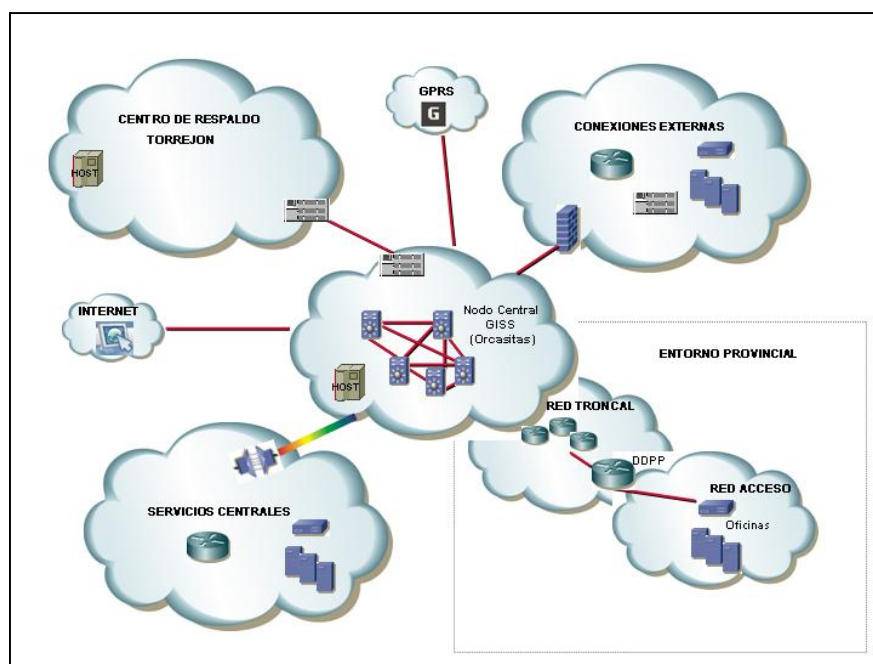 CENTRO DE RESPALDO
TORREJON
HOST
GPRS
G
CONEXIONES EXTERNAS
INTERNET
Nodo Central
GISS
(Orcasitas)
HOST
ENTORNO PROVINCIAL
RED TRONCAL
DDPP
RED ACCESO
Oficinas
SERVICIOS CENTRALES